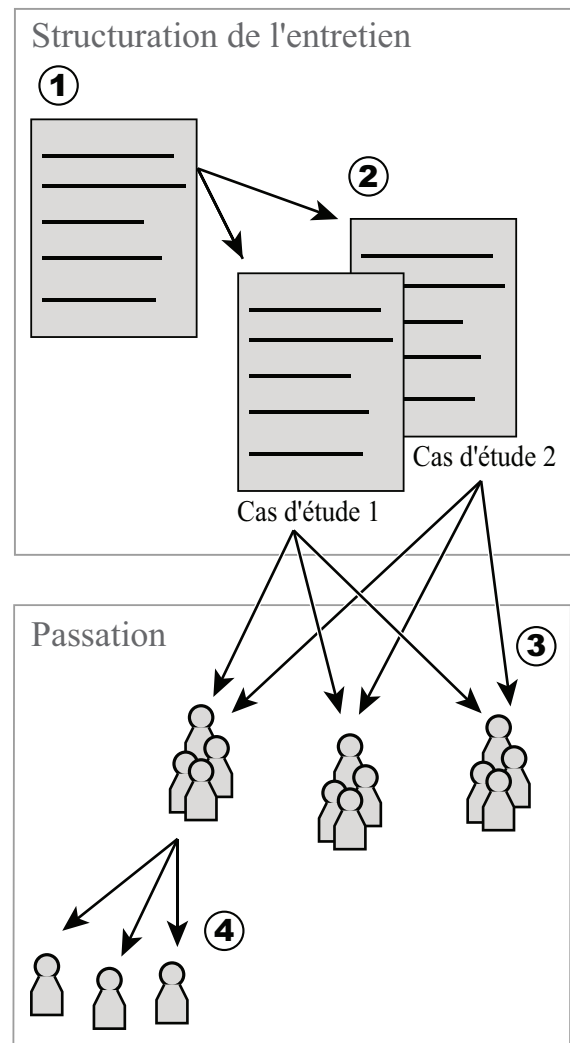 Structuration de l'entretien
1
2
Cas d'étude 2
Cas d'étude 1
Passation
3
4